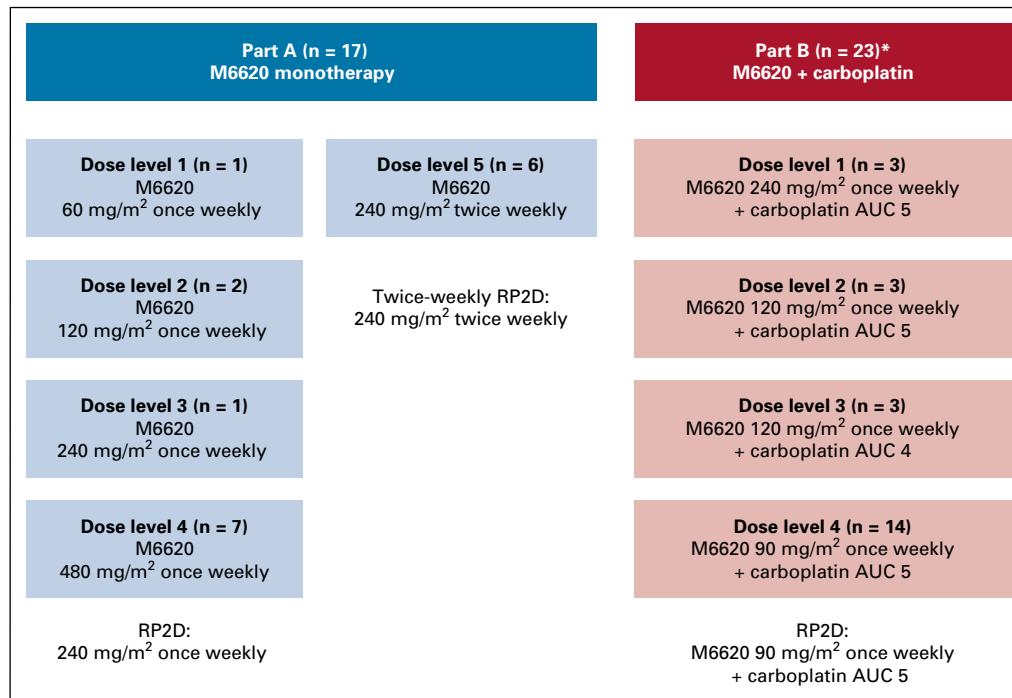 Part A (n = 17)
M6620 monotherapy
Part B (n = 23)*
M6620 + carboplatin
Dose level 1 (n = 1)
M6620
60 mg/m² once weekly
Dose level 5 (n = 6)
M6620
240 mg/m² twice weekly
Dose level 1 (n = 3)
M6620 240 mg/m² once weekly
+ carboplatin AUC 5
Dose level 2 (n = 2)
M6620
120 mg/m² once weekly
Twice-weekly RP2D:
240 mg/m² twice weekly
Dose level 2 (n = 3)
M6620 120 mg/m² once weekly
+ carboplatin AUC 5
Dose level 3 (n = 1)
M6620
240 mg/m² once weekly
Dose level 3 (n = 3)
M6620 120 mg/m² once weekly
+ carboplatin AUC 4
Dose level 4 (n = 7)
M6620
480 mg/m² once weekly
Dose level 4 (n = 14)
M6620 90 mg/m² once weekly
+ carboplatin AUC 5
RP2D:
240 mg/m² once weekly
RP2D:
M6620 90 mg/m² once weekly
+ carboplatin AUC 5